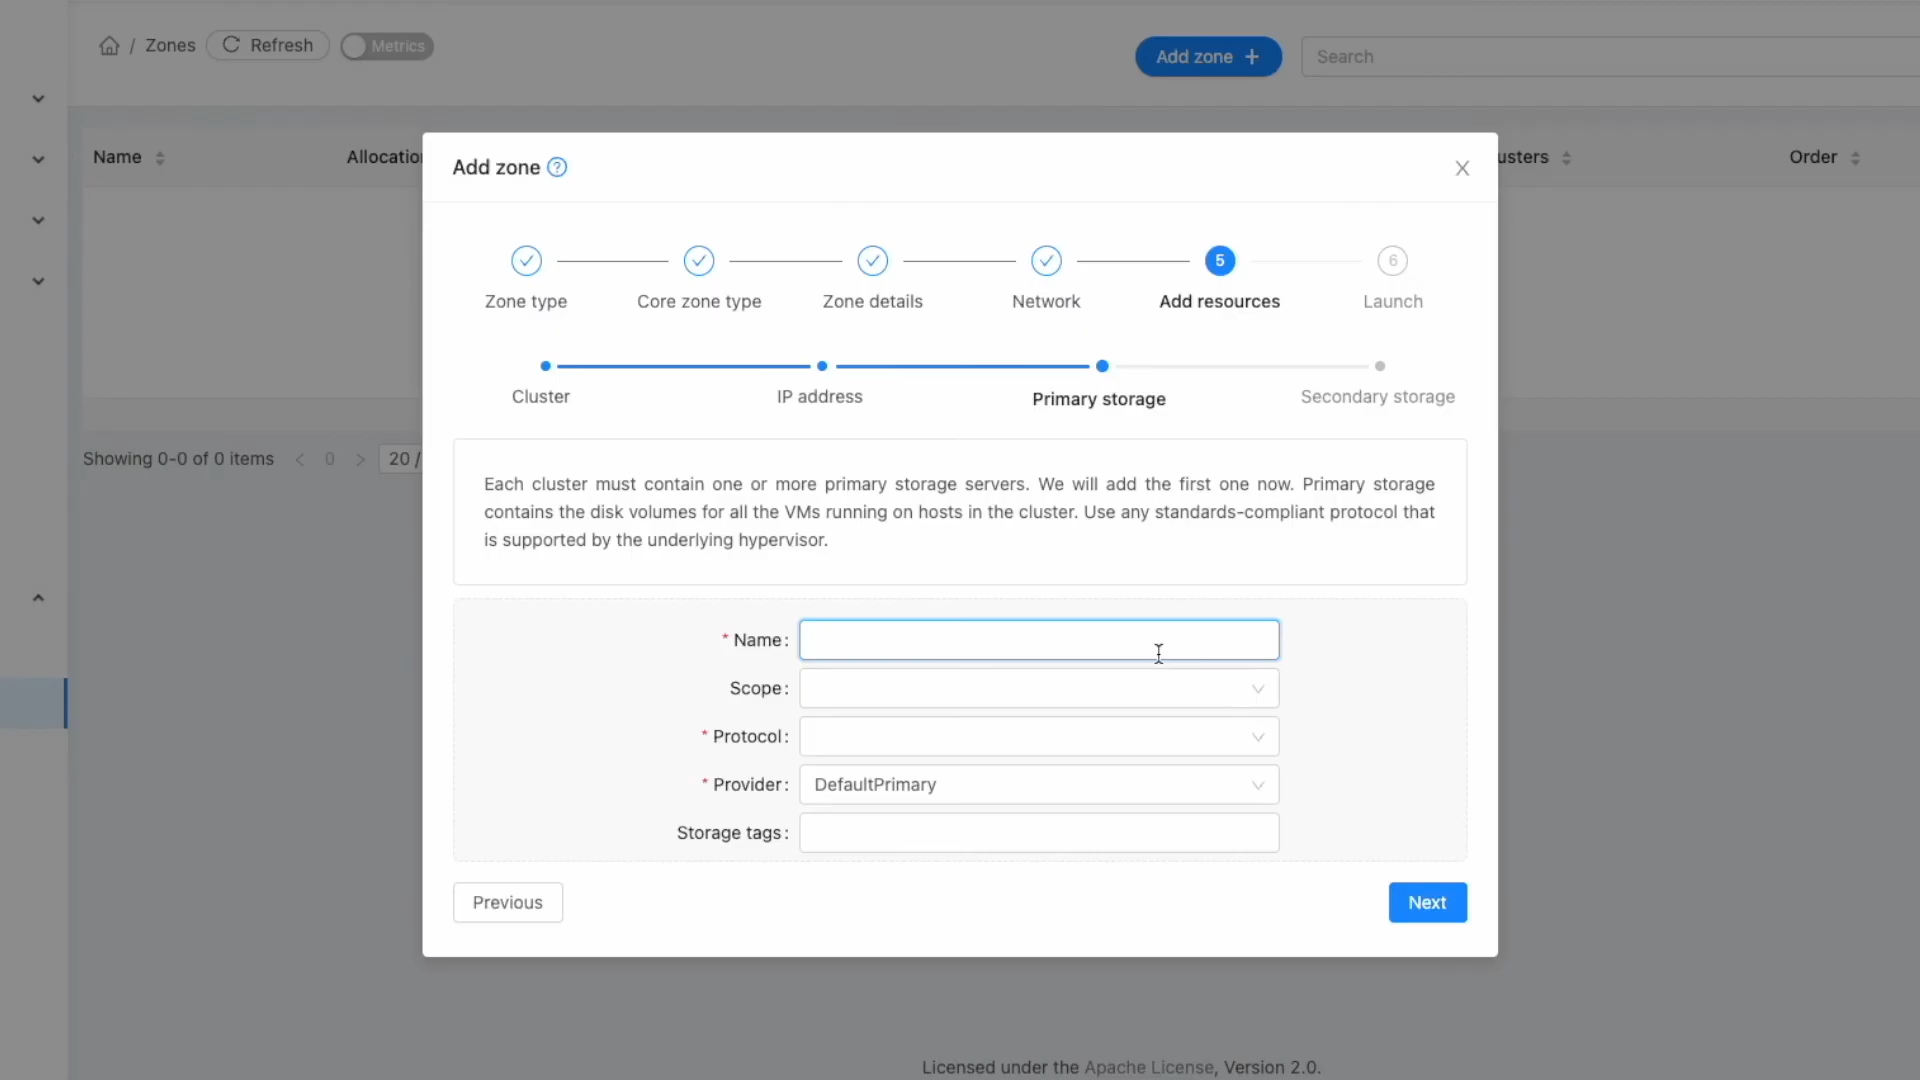 / Zones Refresh Metrics Add zone + Search
Name Allocatio usters Order
Add zone ?
5 6
Zone type Core zone type Zone details Network Add resources Launch
Cluster IP address Primary storage Secondary storage
Showing 0-0 of 0 items < 0 > 20 /
Each cluster must contain one or more primary storage servers. We will add the first one now. Primary storage
contains the disk volumes for all the VMs running on hosts in the cluster. Use any standards-compliant protocol that
is supported by the underlying hypervisor.
* Name :
Scope :
* Protocol :
* Provider : DefaultPrimary
Storage tags :
Previous Next
Licensed under the Apache License, Version 2.0.